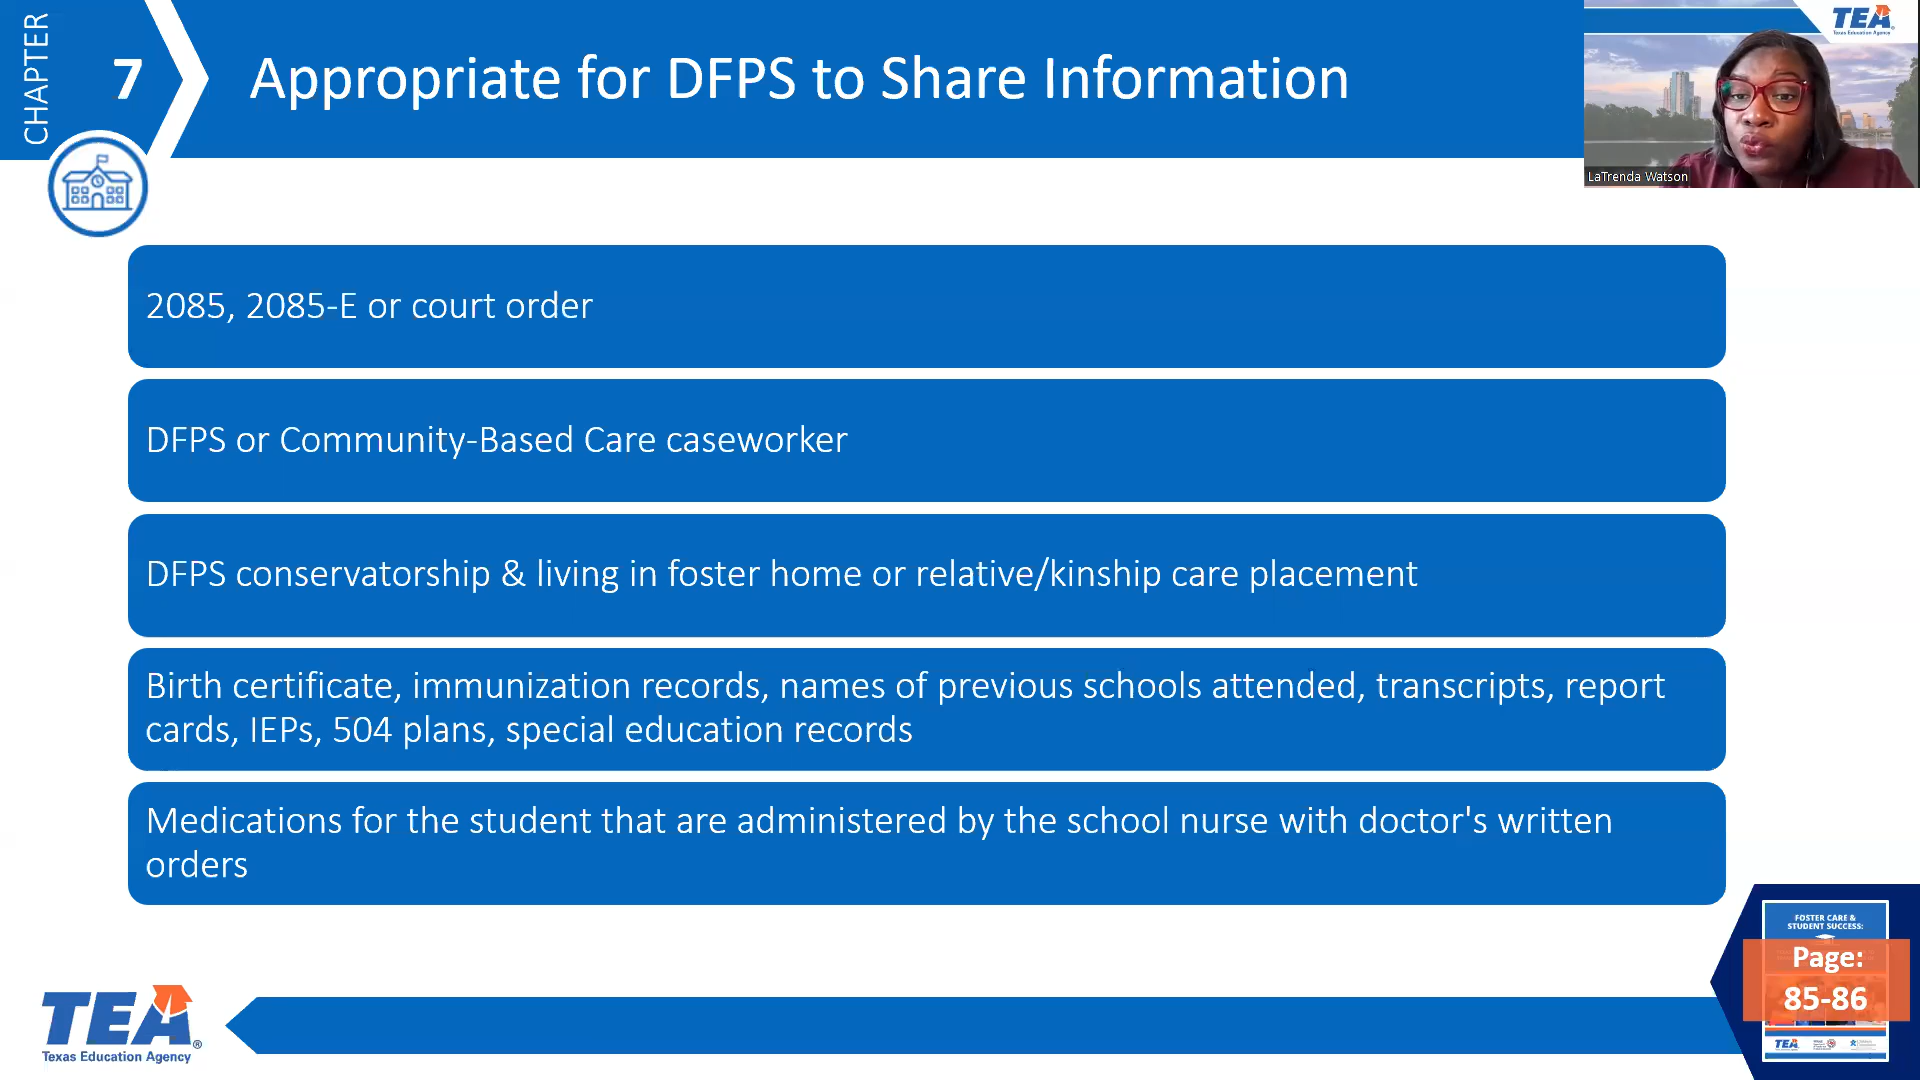 CHAPTER
7
Appropriate for DFPS to Share Information
TEA
Texas Education Agency
LaTrenda Watson
2085, 2085-E or court order
DFPS or Community-Based Care caseworker
DFPS conservatorship & living in foster home or relative/kinship care placement
Birth certificate, immunization records, names of previous schools attended, transcripts, report
cards, IEPs, 504 plans, special education records
Medications for the student that are administered by the school nurse with doctor's written
orders
FOSTER CARE &
STUDENT SUCCESS:
Page:
85-86
TEA
TEA®
Texas Education Agency